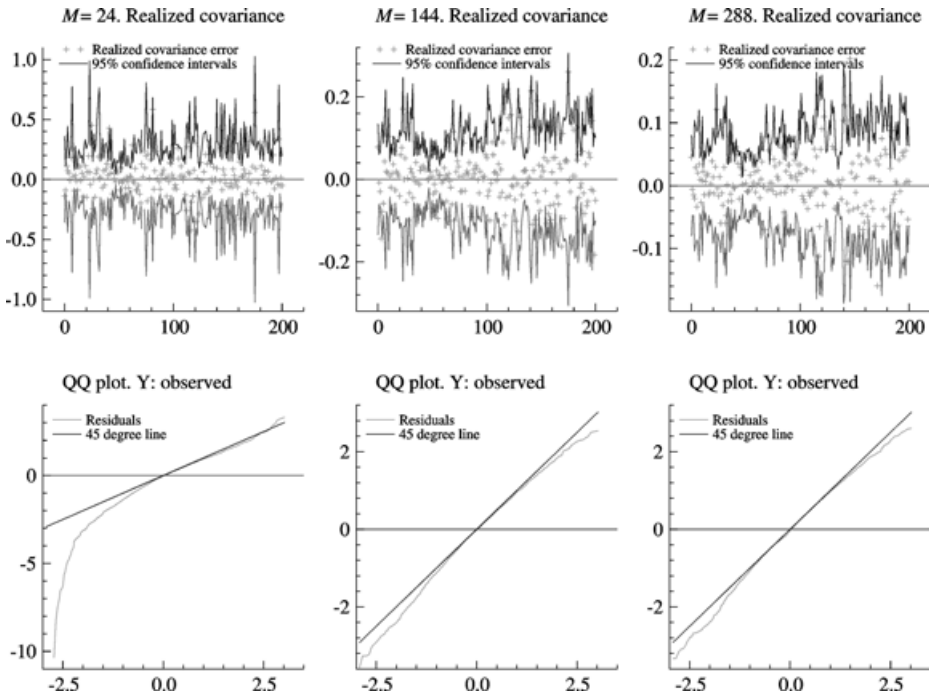 M= 24. Realized covariance
Realized covariance error
95% confidence intervals
1.0
0.5
0.0
-0.5
-1.0
0
100
200
M= 144. Realized covariance
Realized covariance error
95% confidence intervals
0.2
0.0
-0.2
0
100
200
M= 288. Realized covariance
Realized covariance error
95% confidence intervals
0.2
0.1
0.0
-0.1
0
100
200
QQ plot. Y: observed
Residuals
45 degree line
0
-5
-10
-2.5
0.0
2.5
QQ plot. Y: observed
Residuals
45 degree line
2
0
-2
-2.5
0.0
2.5
QQ plot. Y: observed
Residuals
45 degree line
2
0
-2
-2.5
0.0
2.5